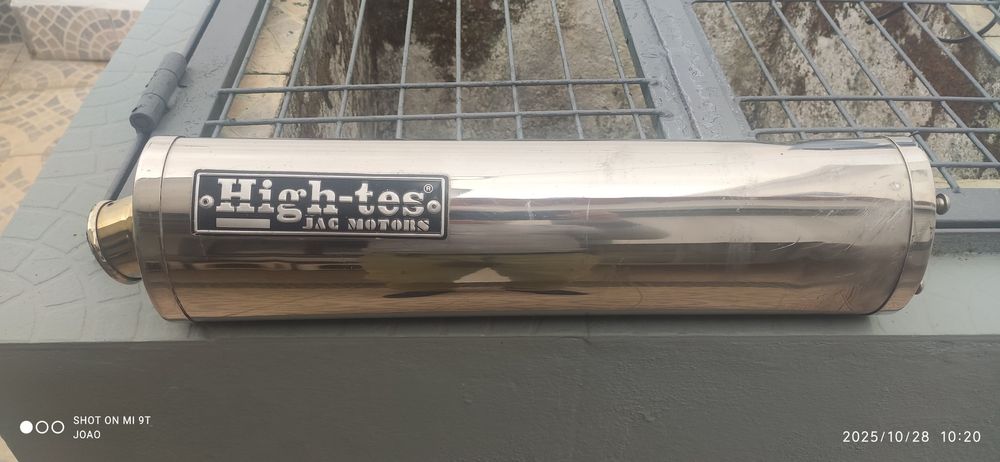 High-tes®
JAC MOTORS
SHOT ON MI 9T
JOAO
2025/10/28 10:20